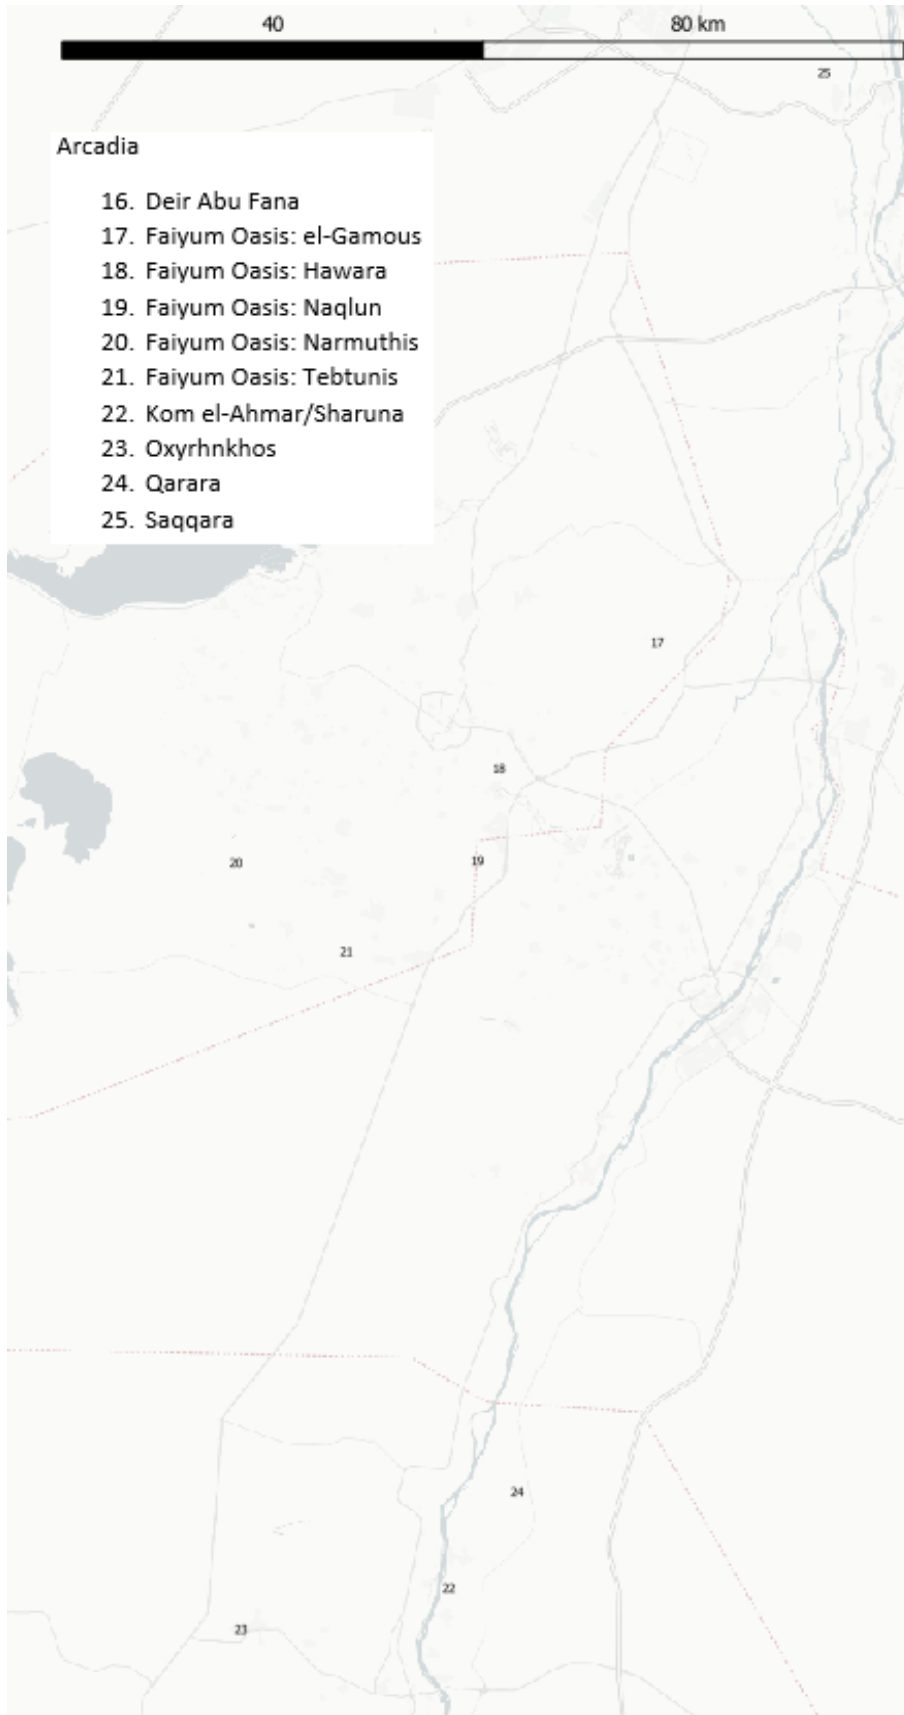 40 80 km
25
Arcadia
16. Deir Abu Fana
17. Faiyum Oasis: el-Gamous
18. Faiyum Oasis: Hawara
19. Faiyum Oasis: Naqlun
20. Faiyum Oasis: Narmuthis
21. Faiyum Oasis: Tebtunis
22. Kom el-Ahmar/Sharuna
23. Oxyrhnkhos
24. Qarara
25. Saqqara
17
18
20 19
21
24
22
23